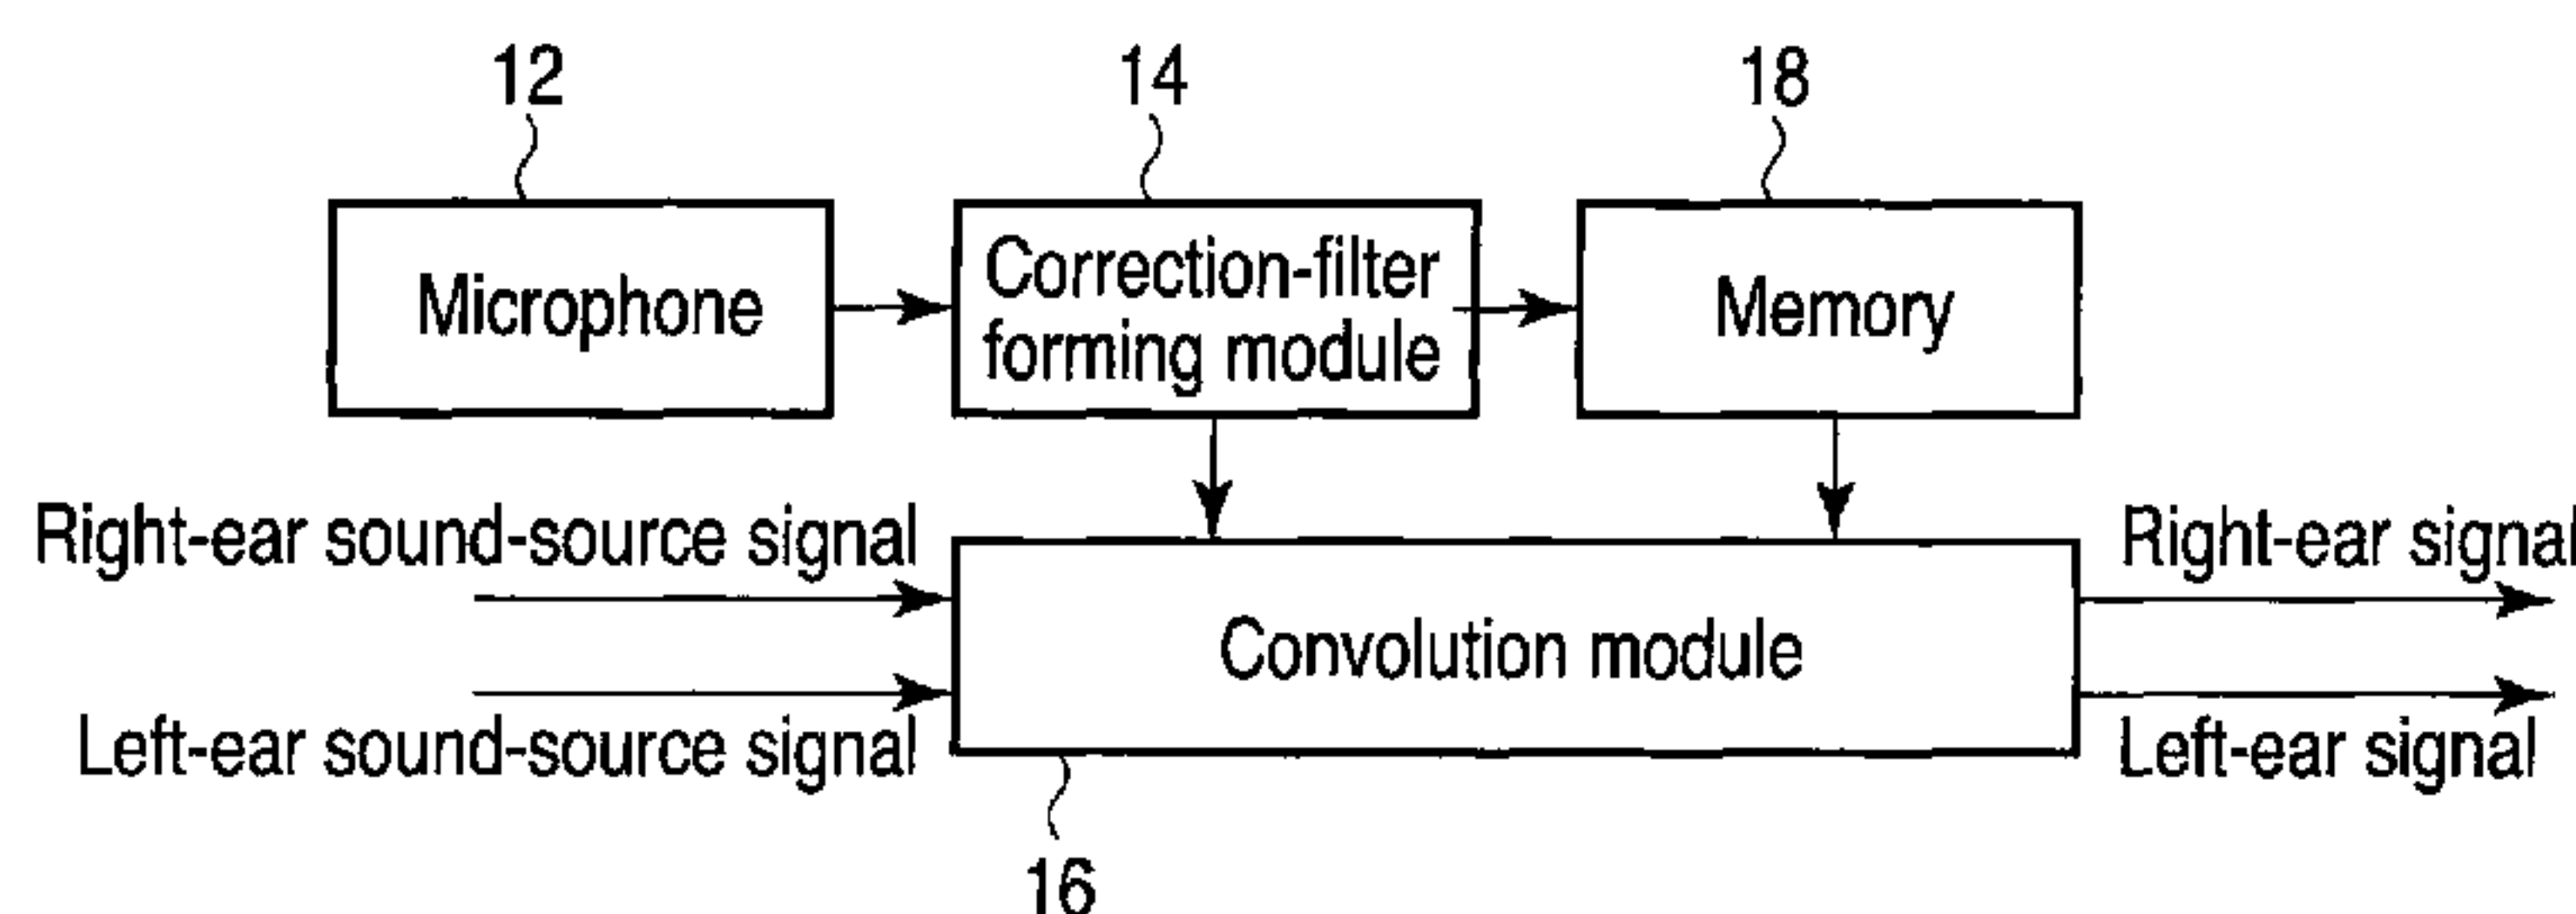 12
14
18
Microphone
Correction-filter
forming module
Memory
Right-ear sound-source signal
Right-ear signal
Convolution module
Left-ear sound-source signal
Left-ear signal
16